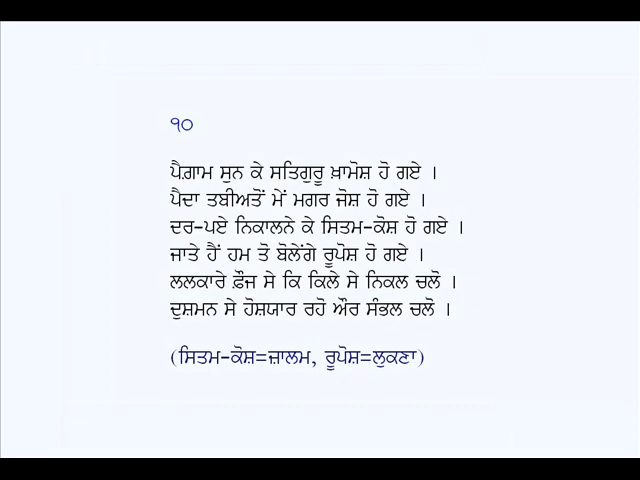 ੧੦
ਪੈਗ਼ਾਮ ਸੁਨ ਕੇ ਸਤਿਗੁਰੂ ਖ਼ਾਮੋਸ਼ ਹੋ ਗਏ ।
ਪੈਦਾ ਤਬੀਅਤੋਂ ਮੇਂ ਮਗਰ ਜੋਸ਼ ਹੋ ਗਏ ।
ਦਰ-ਪਏ ਨਿਕਾਲਨੇ ਕੇ ਸਿਤਮ-ਕੋਸ਼ ਹੋ ਗਏ ।
ਜਾਤੇ ਹੈਂ ਹਮ ਤੋ ਬੋਲੇਂਗੇ ਰੂਪੋਸ਼ ਹੋ ਗਏ ।
ਲਲਕਾਰੇ ਫ਼ੌਜ ਸੇ ਕਿ ਕਿਲੇ ਸੇ ਨਿਕਲ ਚਲੋ ।
ਦੁਸ਼ਮਨ ਸੇ ਹੋਸ਼ਯਾਰ ਰਹੋ ਔਰ ਸੰਭਲ ਚਲੋ ।
(ਸਿਤਮ-ਕੋਸ਼=ਜ਼ਾਲਮ, ਰੂਪੋਸ਼=ਲੁਕਣਾ)